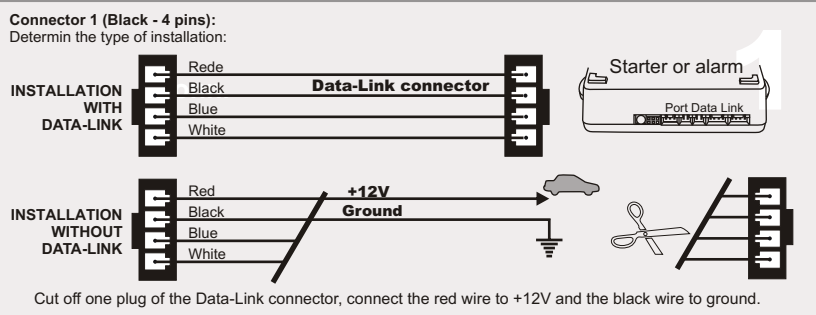 Connector 1 (Black - 4 pins):
Determin the type of installation:
1
INSTALLATION
WITH
DATA-LINK
Rede
Black
Blue
White
Data-Link connector
Starter or alarm
Port Data Link
INSTALLATION
WITHOUT
DATA-LINK
Red
Black
Blue
White
+12V
Ground
Cut off one plug of the Data-Link connector, connect the red wire to +12V and the black wire to ground.